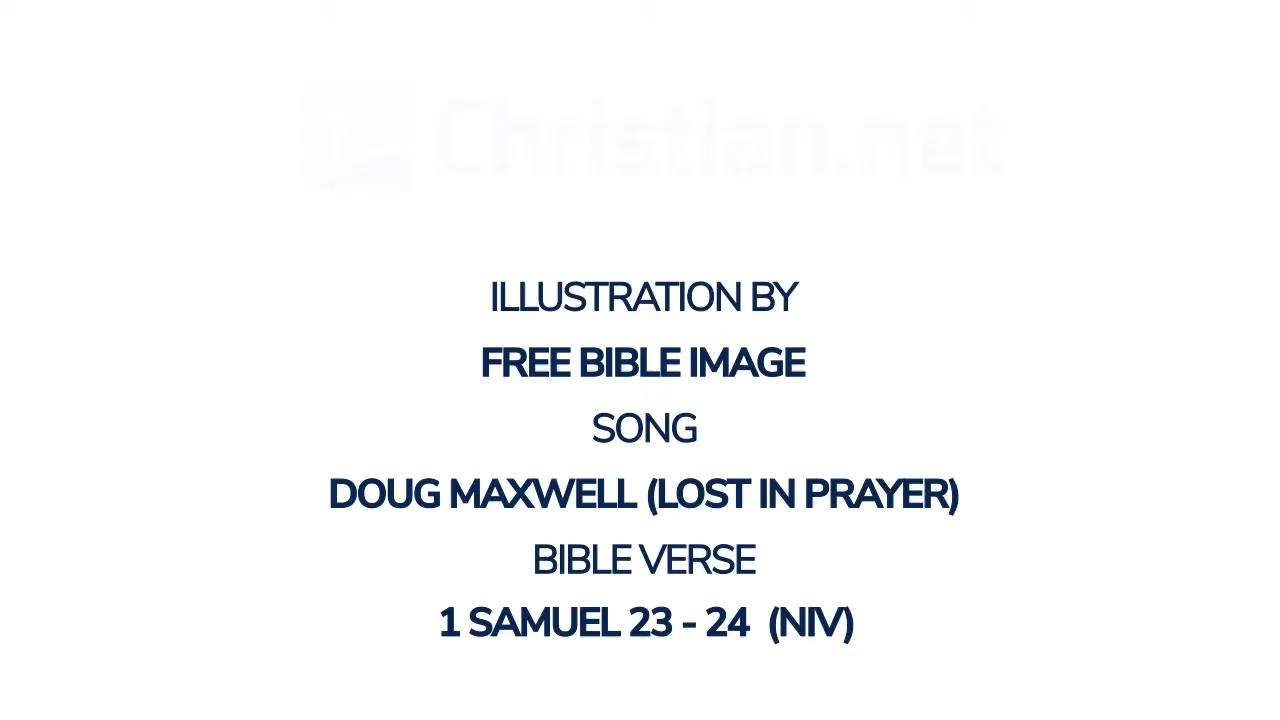 Christian.net
ILLUSTRATION BY
FREE BIBLE IMAGE
SONG
DOUG MAXWELL (LOST IN PRAYER)
BIBLE VERSE
1 SAMUEL 23 - 24 (NIV)